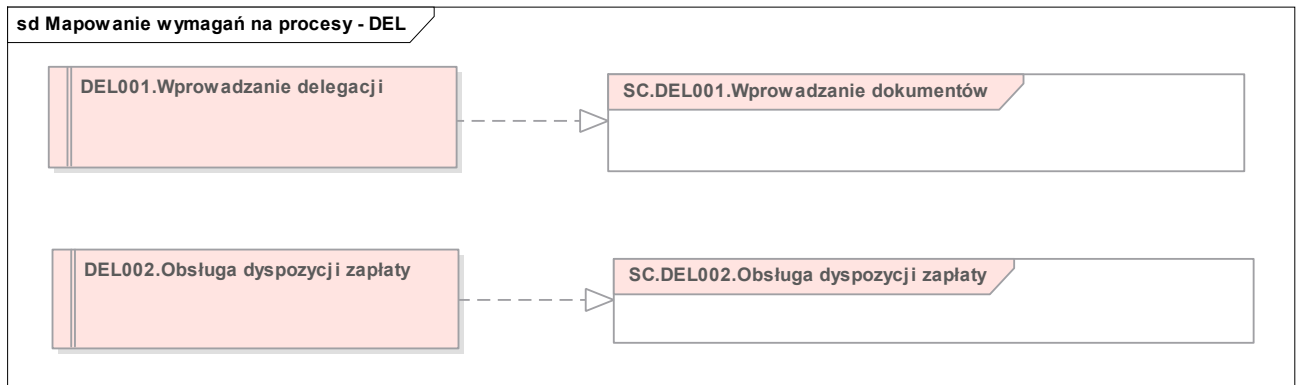 sd Mapowanie wymagań na procesy - DEL
DEL001.Wprowadzanie delegacji
SC.DEL001.Wprowadzanie dokumentów
DEL002.Obsługa dyspozycji zapłaty
SC.DEL002.Obsługa dyspozycji zapłaty